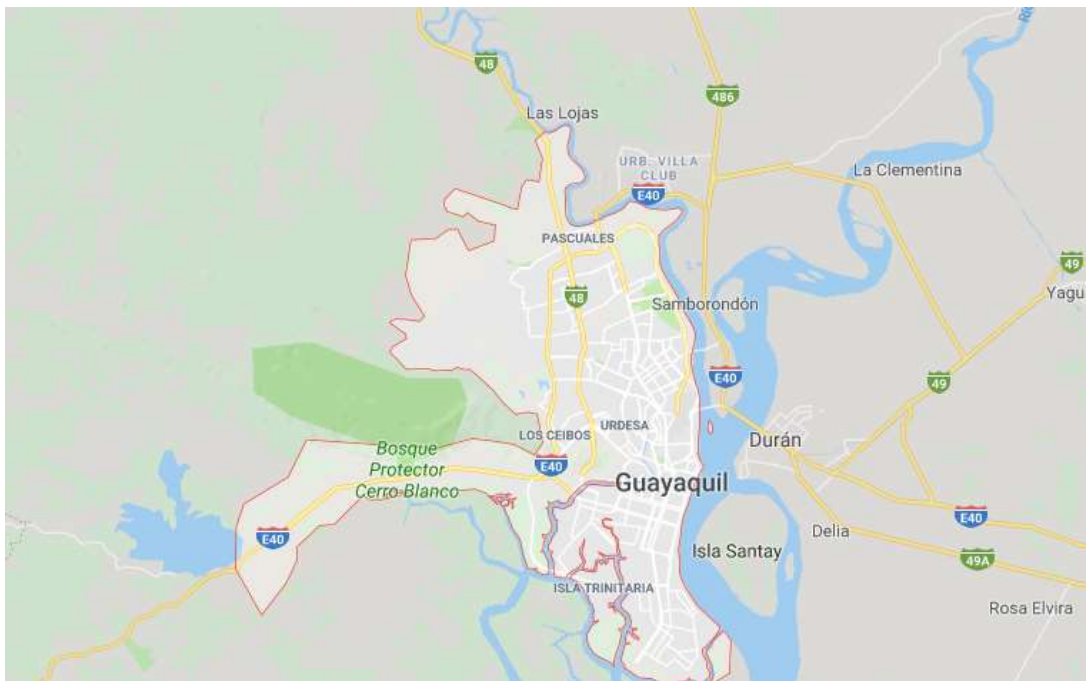 48
486
Las Lojas
URB. VILLA
CLUB
La Clementina
E40
PASCUALES
49
48
Yagu
Samborondón
E40
49
LOS CEIBOS
URDESA
Durán
Bosque
Protector
Cerro Blanco
E40
Guayaquil
E40
E40
Delia
Isla Santay
49A
ISLA TRINITARIA
Rosa Elvira